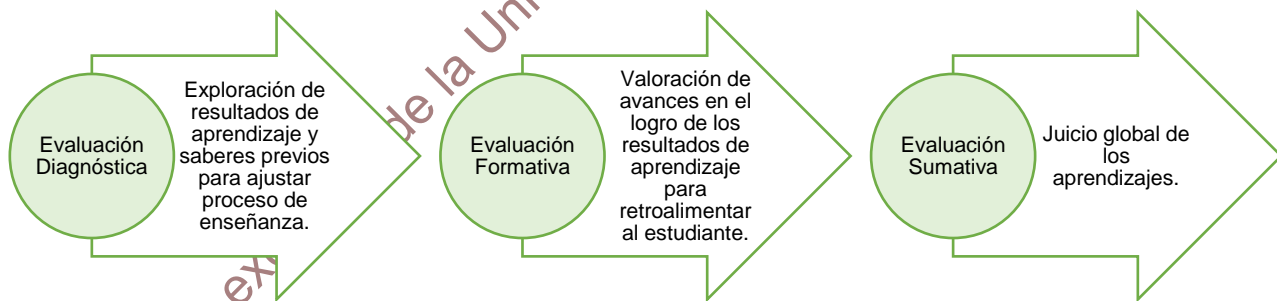 Evaluación
Diagnóstica
Exploración de
resultados de
aprendizaje y
saberes previos
para ajustar
proceso de
enseñanza.
Evaluación
Formativa
Valoración de
avances en el
logro de los
resultados de
aprendizaje
para
retroalimentar
al estudiante.
Evaluación
Sumativa
Juicio global de
los
aprendizajes.
de la